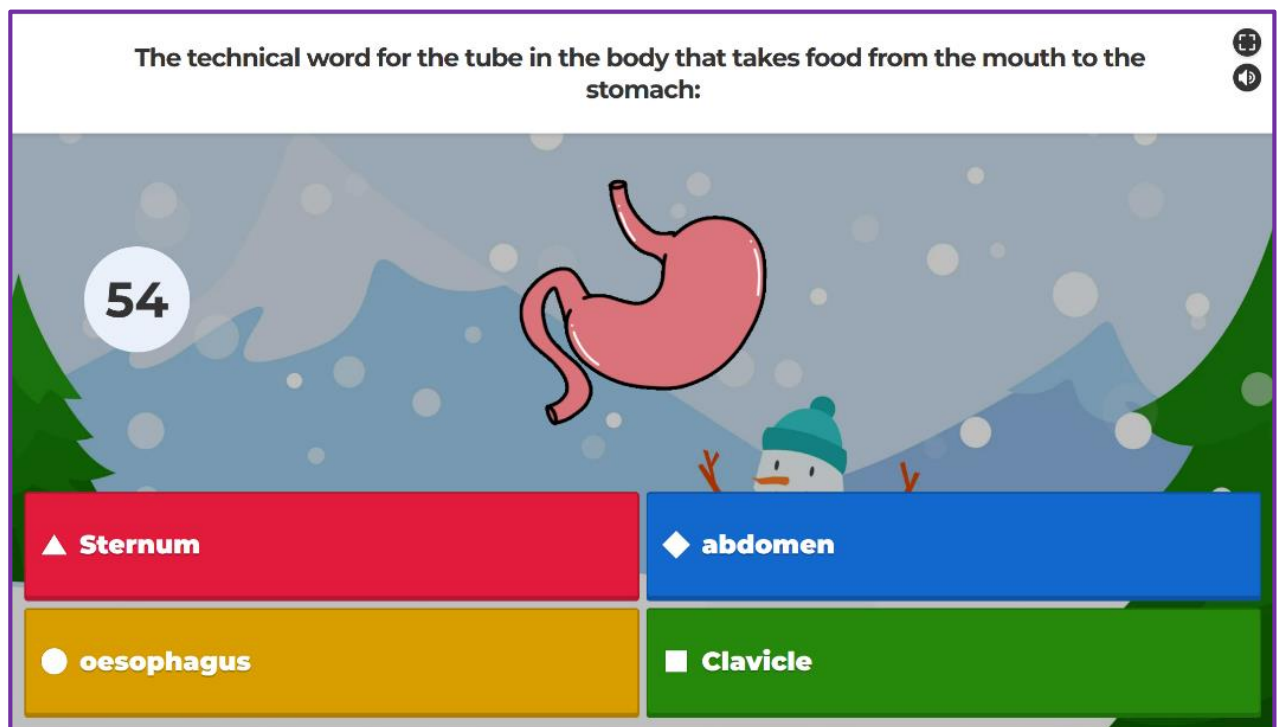 The technical word for the tube in the body that takes food from the mouth to the
stomach:
54
Sternum
abdomen
oesophagus
Clavicle